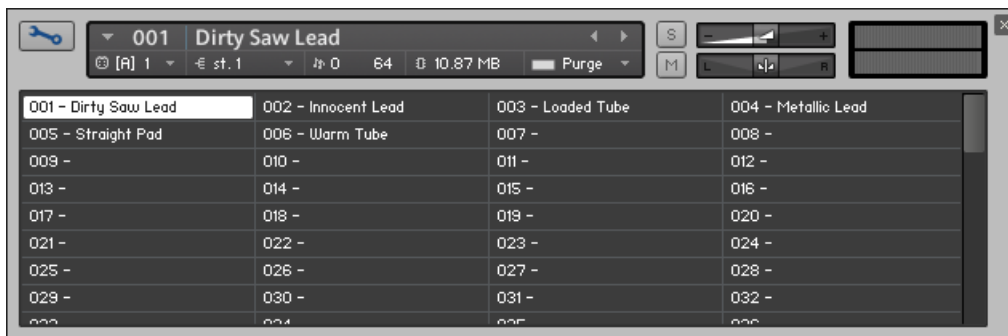 001 Dirty Saw Lead S - +
[A] 1 st. 1 0 64 10.87 MB Purge M L R
001 - Dirty Saw Lead 002 - Innocent Lead 003 - Loaded Tube 004 - Metallic Lead
005 - Straight Pad 006 - Warm Tube 007 - 008 -
009 - 010 - 011 - 012 -
013 - 014 - 015 - 016 -
017 - 018 - 019 - 020 -
021 - 022 - 023 - 024 -
025 - 026 - 027 - 028 -
029 - 030 - 031 - 032 -